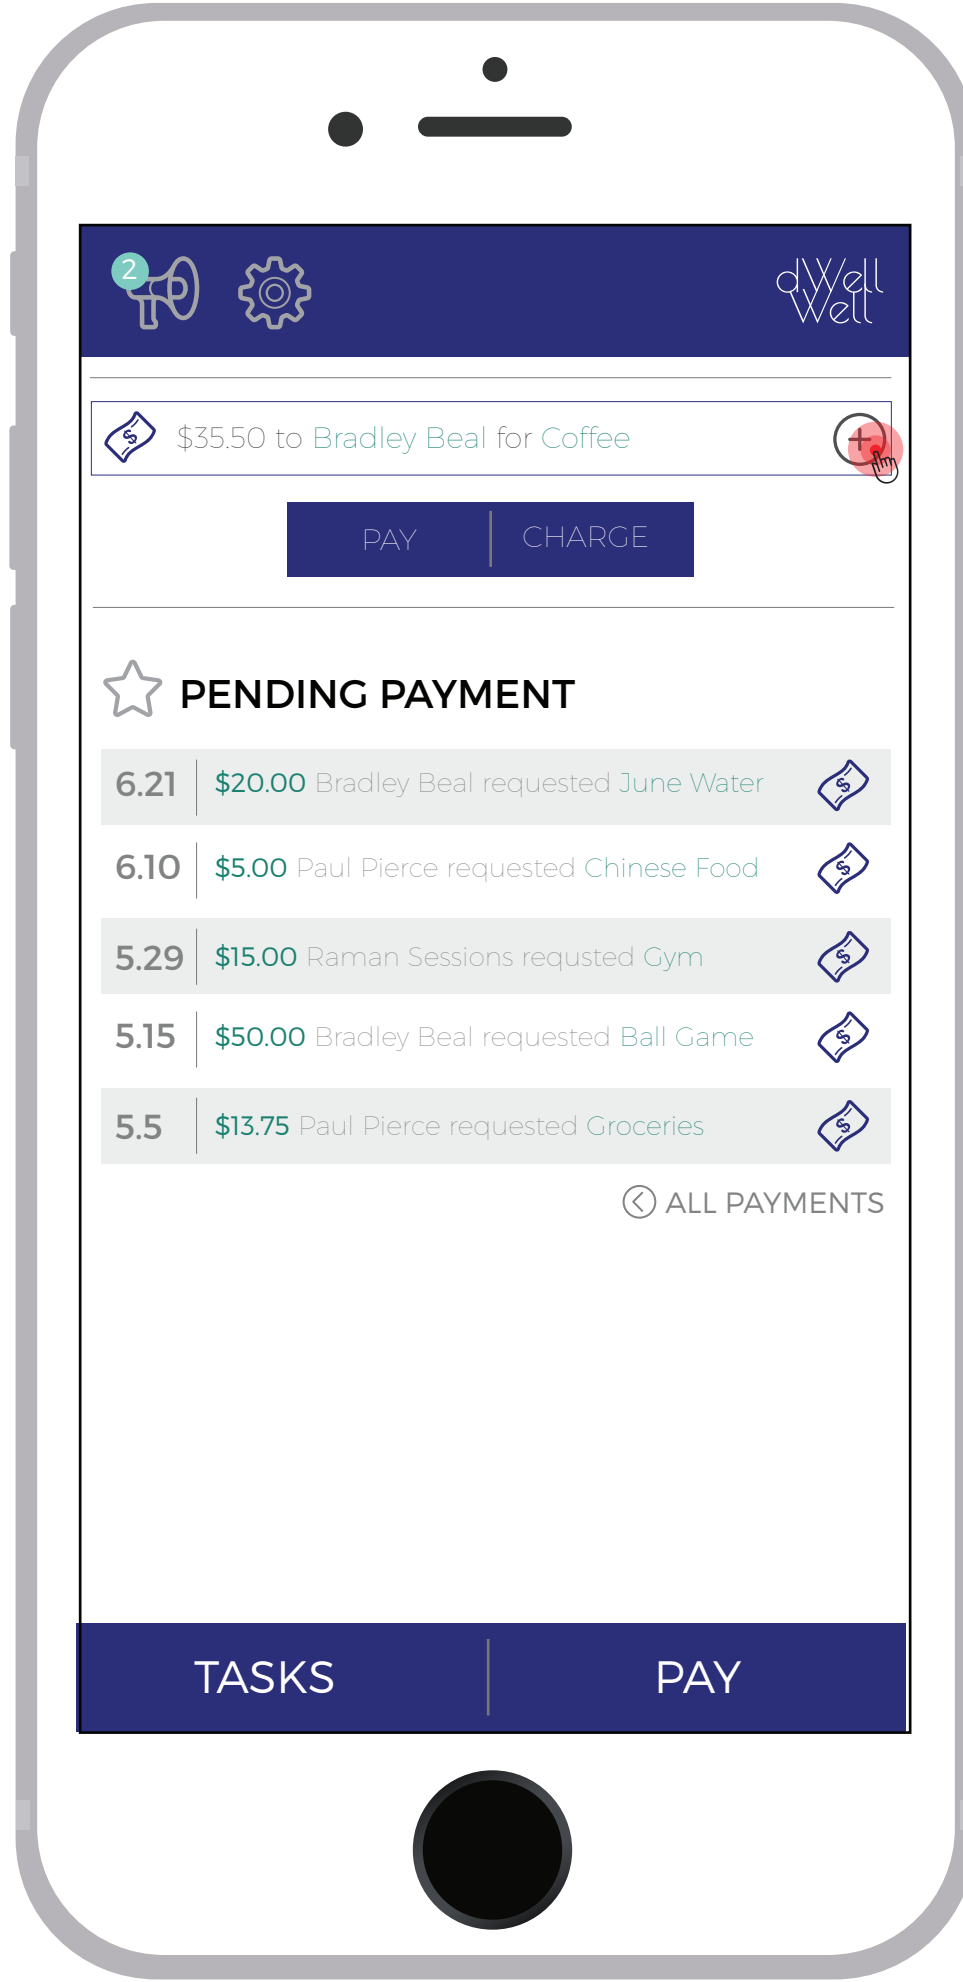 2
dWell
Well
$35.50 to Bradley Beal for Coffee
PAY
CHARGE
PENDING PAYMENT
6.21 $20.00 Bradley Beal requested June Water
6.10 $5.00 Paul Pierce requested Chinese Food
5.29 $15.00 Raman Sessions requsted Gym
5.15 $50.00 Bradley Beal requested Ball Game
5.5 $13.75 Paul Pierce requested Groceries
ALL PAYMENTS
TASKS
PAY